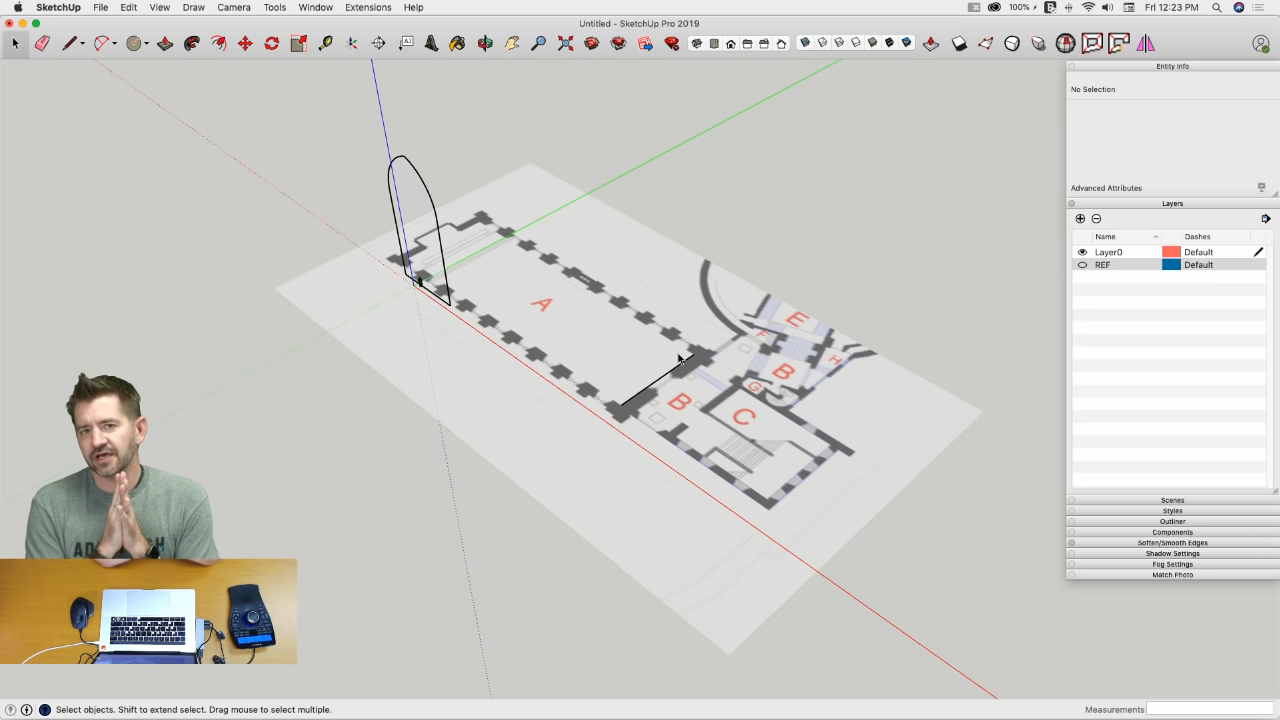 SketchUp File Edit View Draw Camera Tools Window Extensions Help
100% Fri 12:23 PM
Untitled - SketchUp Pro 2019
A1
Entity Info
No Selection
Advanced Attributes
Layers
Name Dashes
Layer0 Default
REF Default
A
E
F
H
B
G
B
C
Scenes
Styles
Outliner
Components
Soften/Smooth Edges
Shadow Settings
Fog Settings
Match Photo
Select objects. Shift to extend select. Drag mouse to select multiple.
Measurements